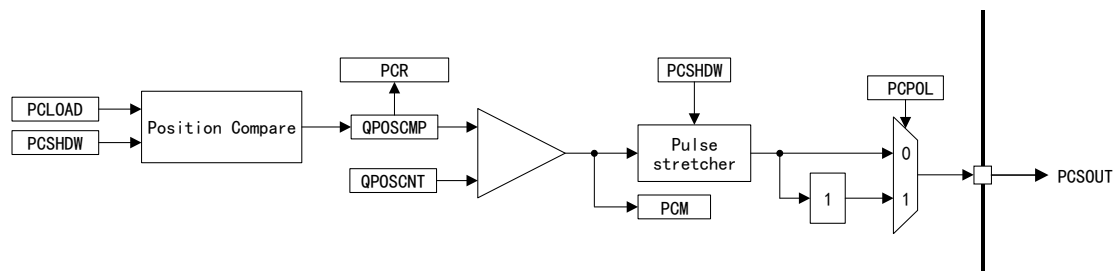 PCLOAD
PCSHDW
Position Compare
PCR
QPOSCMP
QPOSCNT
PCM
PCSHDW
Pulse
stretcher
1
PCPOL
0
1
PCSOUT